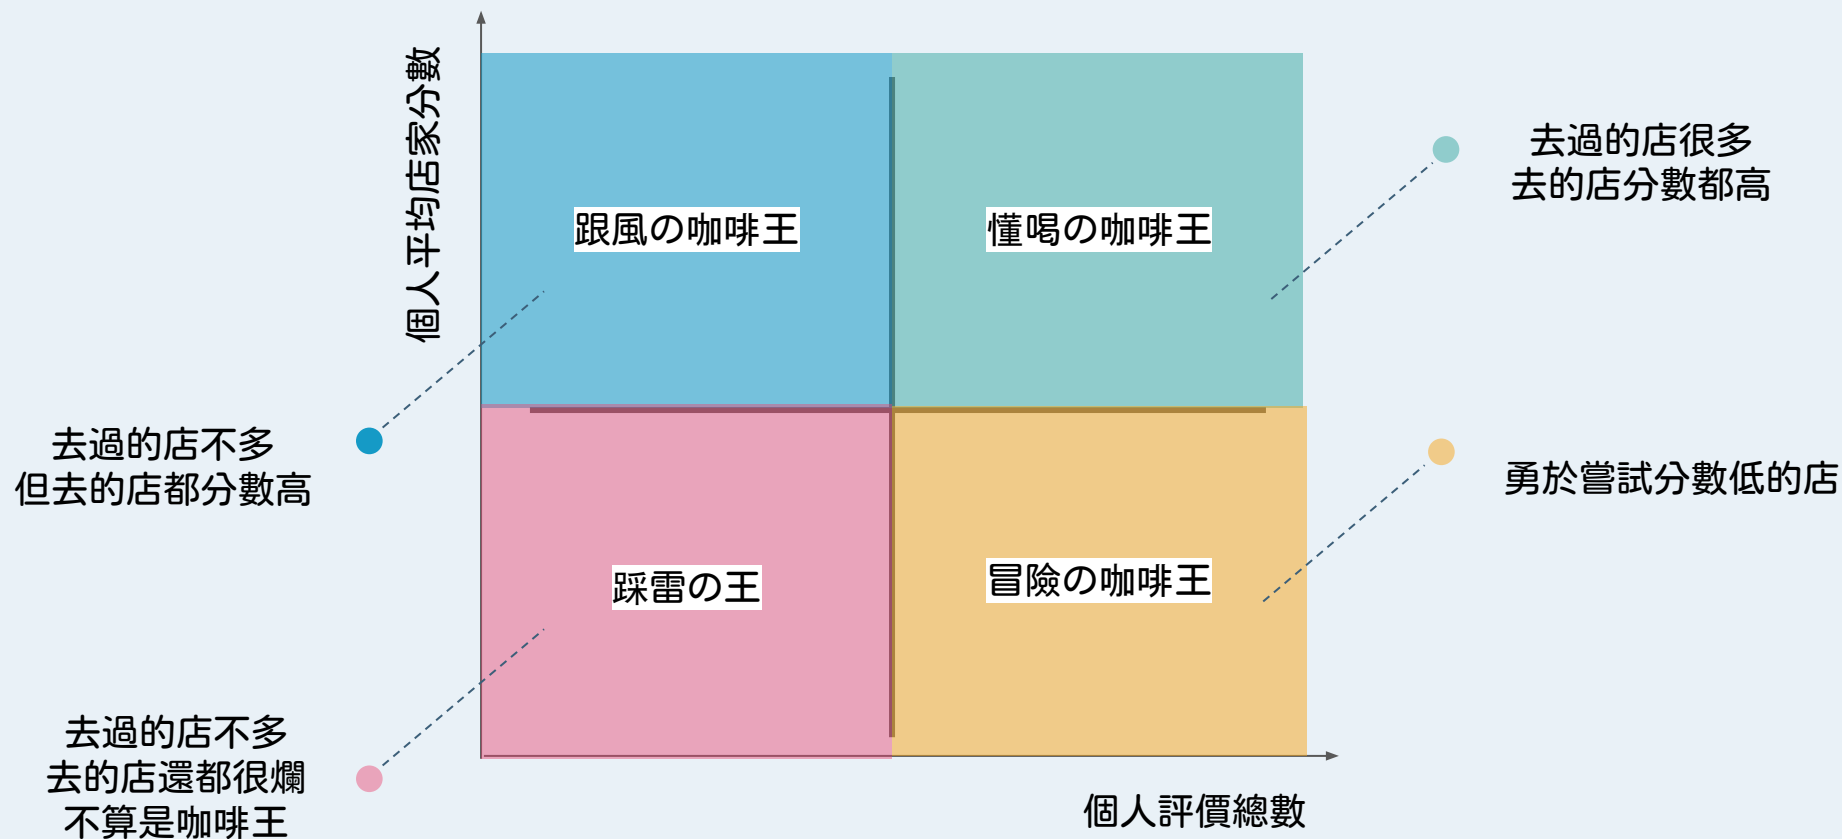 個人平均店家分數
跟風の咖啡王
懂喝の咖啡王
去過的店很多
去的店分數都高
去過的店不多
但去的店都分數高
踩雷の王
冒險の咖啡王
勇於嘗試分數低的店
去過的店不多
去的店還都很爛
不算是咖啡王
個人評價總數